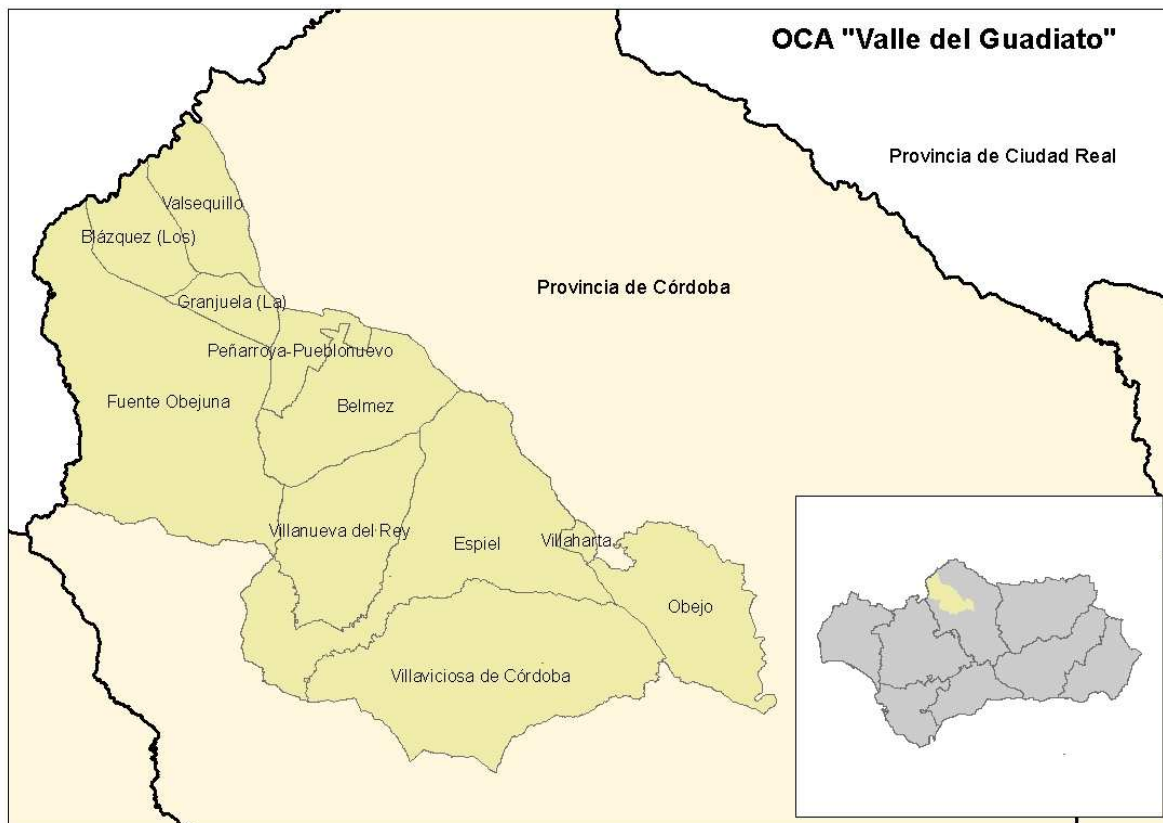 OCA "Valle del Guadiato"
Provincia de Ciudad Real
Valsequillo
Blázquez (Los)
Provincia de Córdoba
Granjuela (La)
Peñarroya-Pueblonuevo
Fuente Obejuna
Belmez
Villanueva del Rey
Espiel
Villaharta
Obejo
Villaviciosa de Córdoba